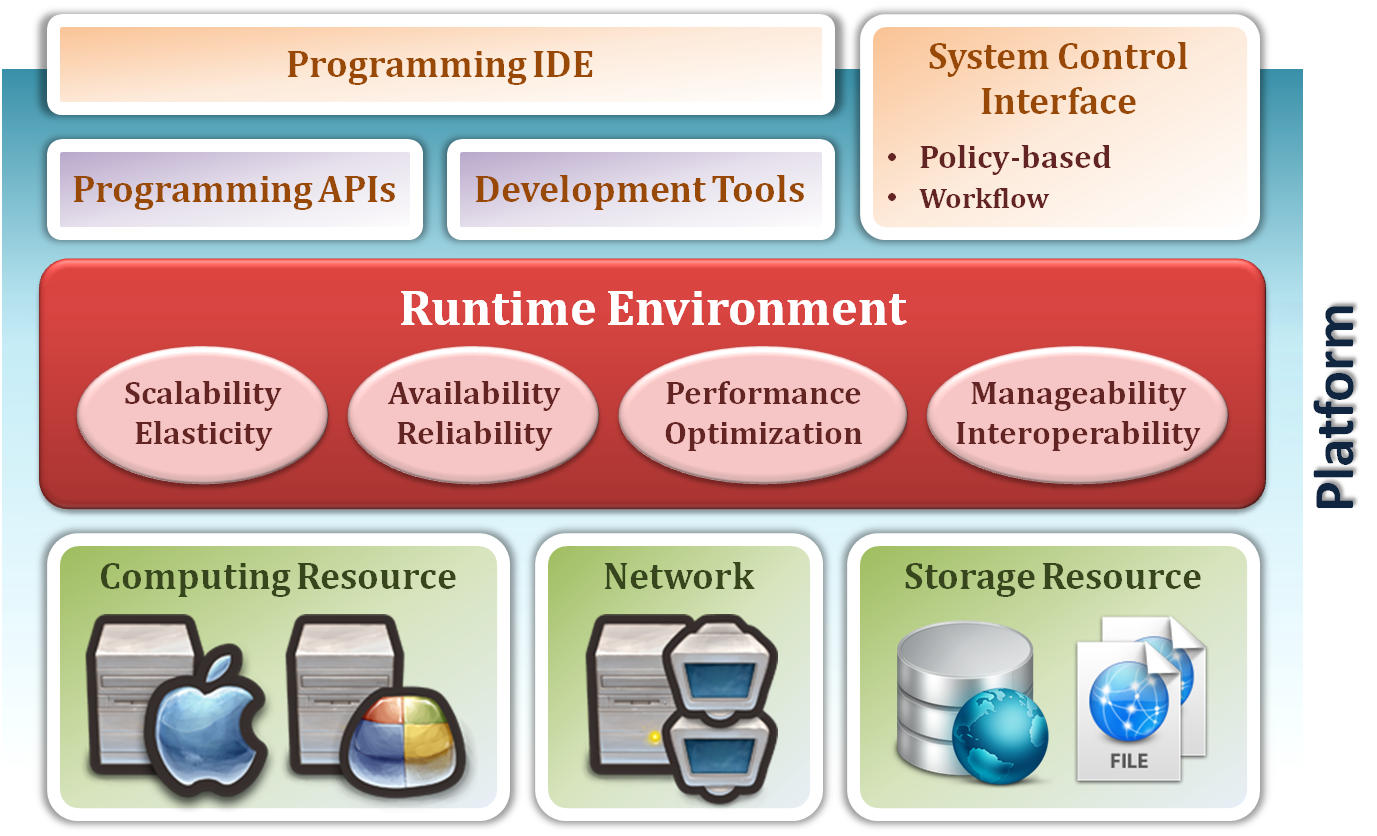 Programming IDE
System Control
Interface
• Policy-based
• Workflow
Programming APIs
Development Tools
Runtime Environment
Scalability
Elasticity
Availability
Reliability
Performance
Optimization
Manageability
Interoperability
Computing Resource
Network
Storage Resource
FILE
Platform